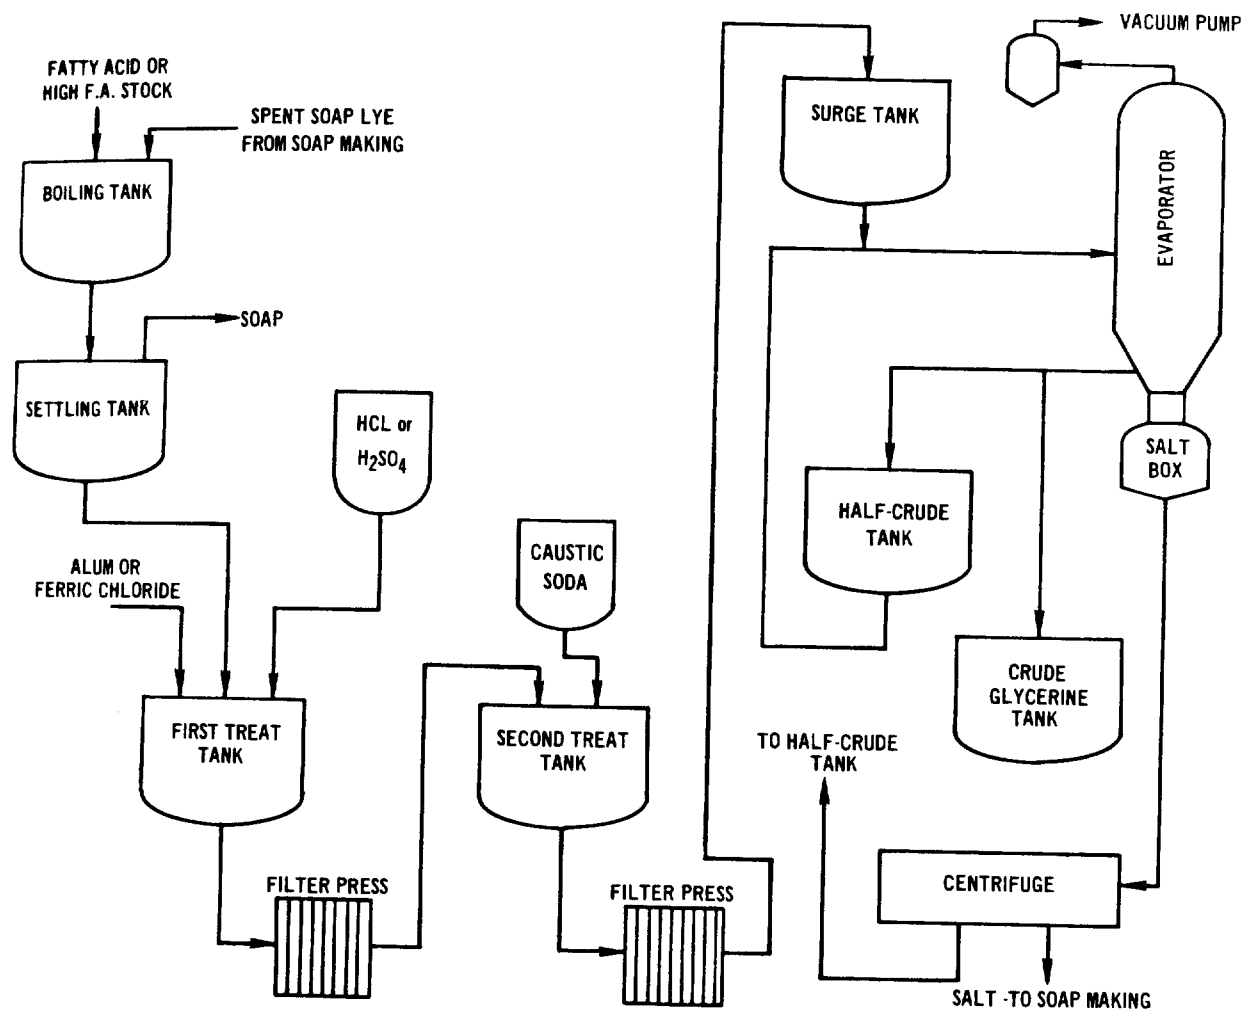 VACUUM PUMP
FATTY ACID OR
HIGH F.A. STOCK
SPENT SOAP LYE
FROM SOAP MAKING
BOILING TANK
SURGE TANK
EVAPORATOR
SOAP
SETTLING TANK
HCL or
H₂SO₄
SALT
BOX
HALF-CRUDE
TANK
CAUSTIC
SODA
ALUM OR
FERRIC CHLORIDE
CRUDE
GLYCERINE
TANK
FIRST TREAT
TANK
SECOND TREAT
TANK
TO HALF-CRUDE
TANK
FILTER PRESS
FILTER PRESS
CENTRIFUGE
SALT -TO SOAP MAKING